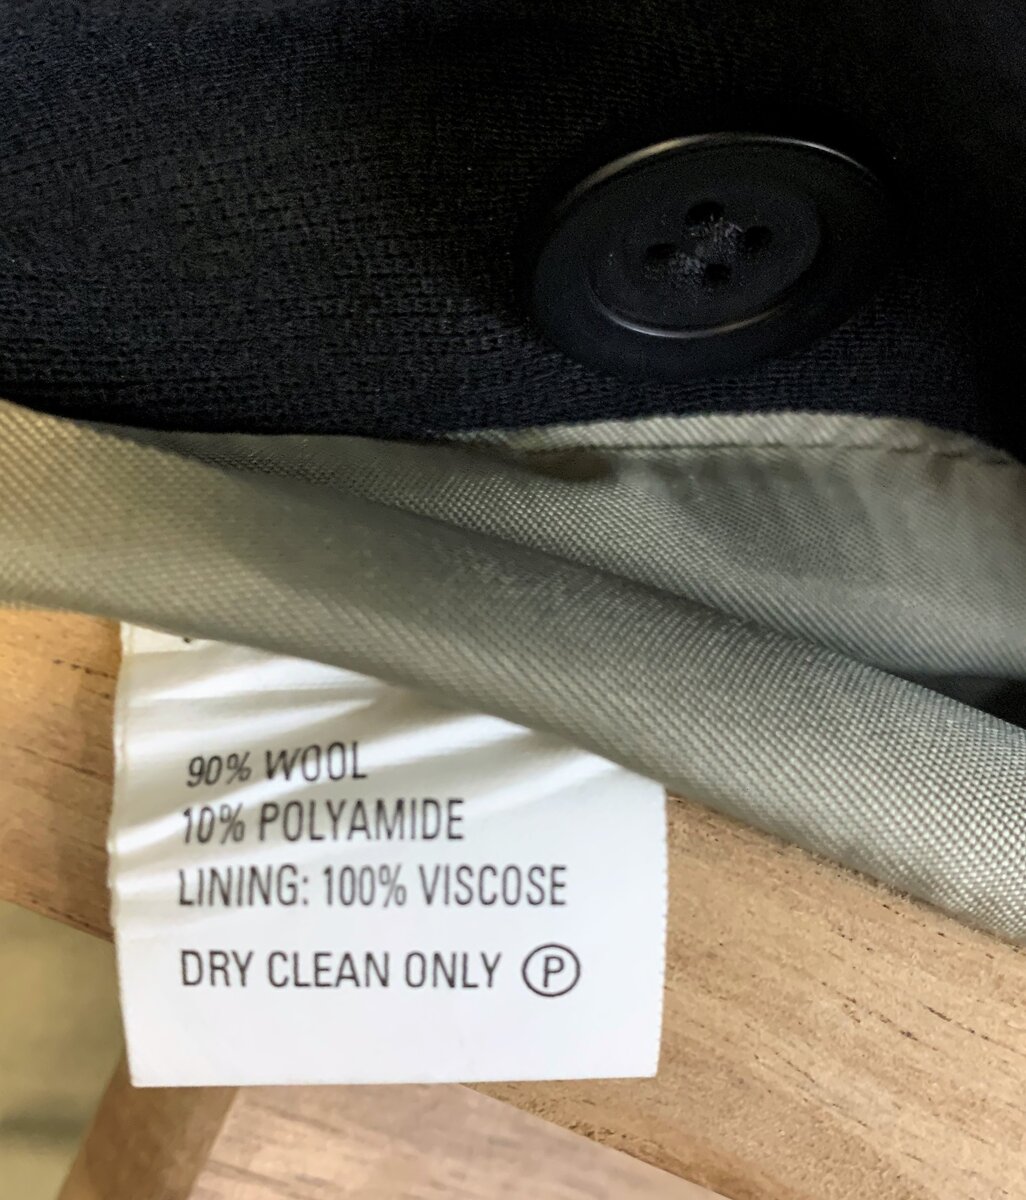 90% WOOL
10% POLYAMIDE
LINING: 100% VISCOSE
DRY CLEAN ONLY Ⓟ